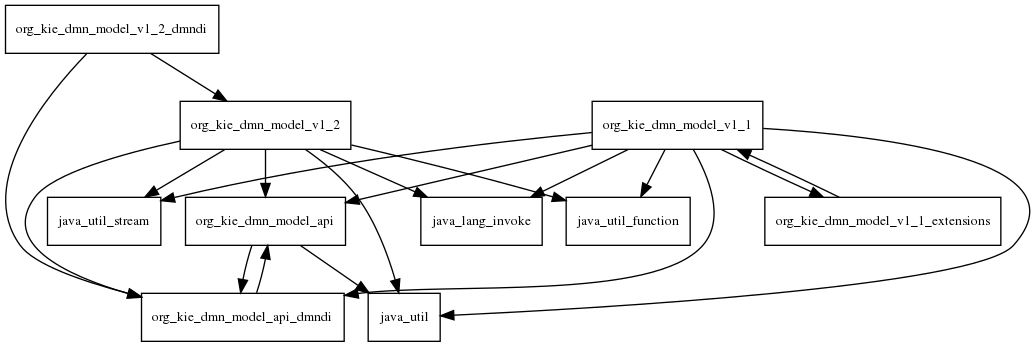 org_kie_dmn_model_v1_2_dmndi
org_kie_dmn_model_v1_2
org_kie_dmn_model_v1_1
java_util_stream
org_kie_dmn_model_api
java_lang_invoke
java_util_function
org_kie_dmn_model_v1_1_extensions
org_kie_dmn_model_api_dmndi
java_util